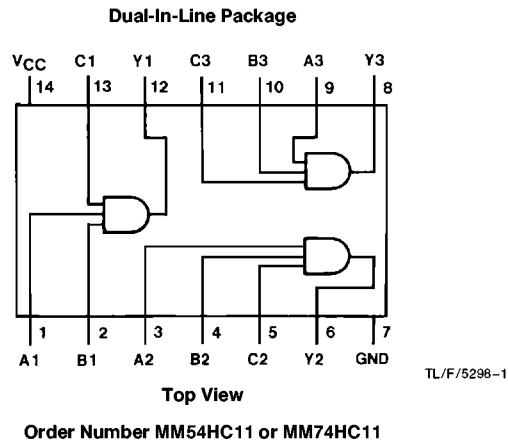 Dual-In-Line Package
VCC C1 Y1 C3 B3 A3 Y3
14 13 12 11 10 9 8
1 2 3 4 5 6 7
A1 B1 A2 B2 C2 Y2 GND
TL/F/5298–1
Top View
Order Number MM54HC11 or MM74HC11